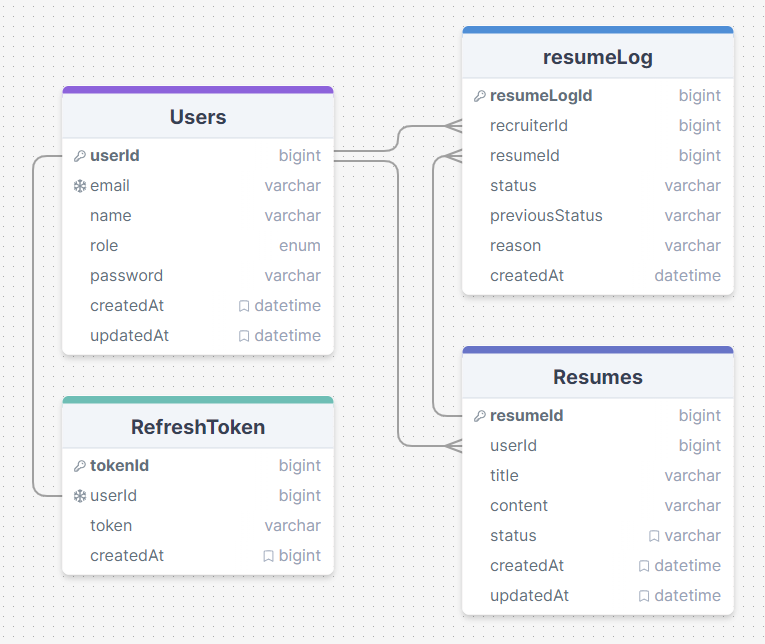 Users
userId bigint
email varchar
name varchar
role enum
password varchar
createdAt datetime
updatedAt datetime
RefreshToken
tokenId bigint
userId bigint
token varchar
createdAt bigint
resumeLog
resumeLogId bigint
recruiterId bigint
resumeId bigint
status varchar
previousStatus varchar
reason varchar
createdAt datetime
Resumes
resumeId bigint
userId bigint
title varchar
content varchar
status varchar
createdAt datetime
updatedAt datetime